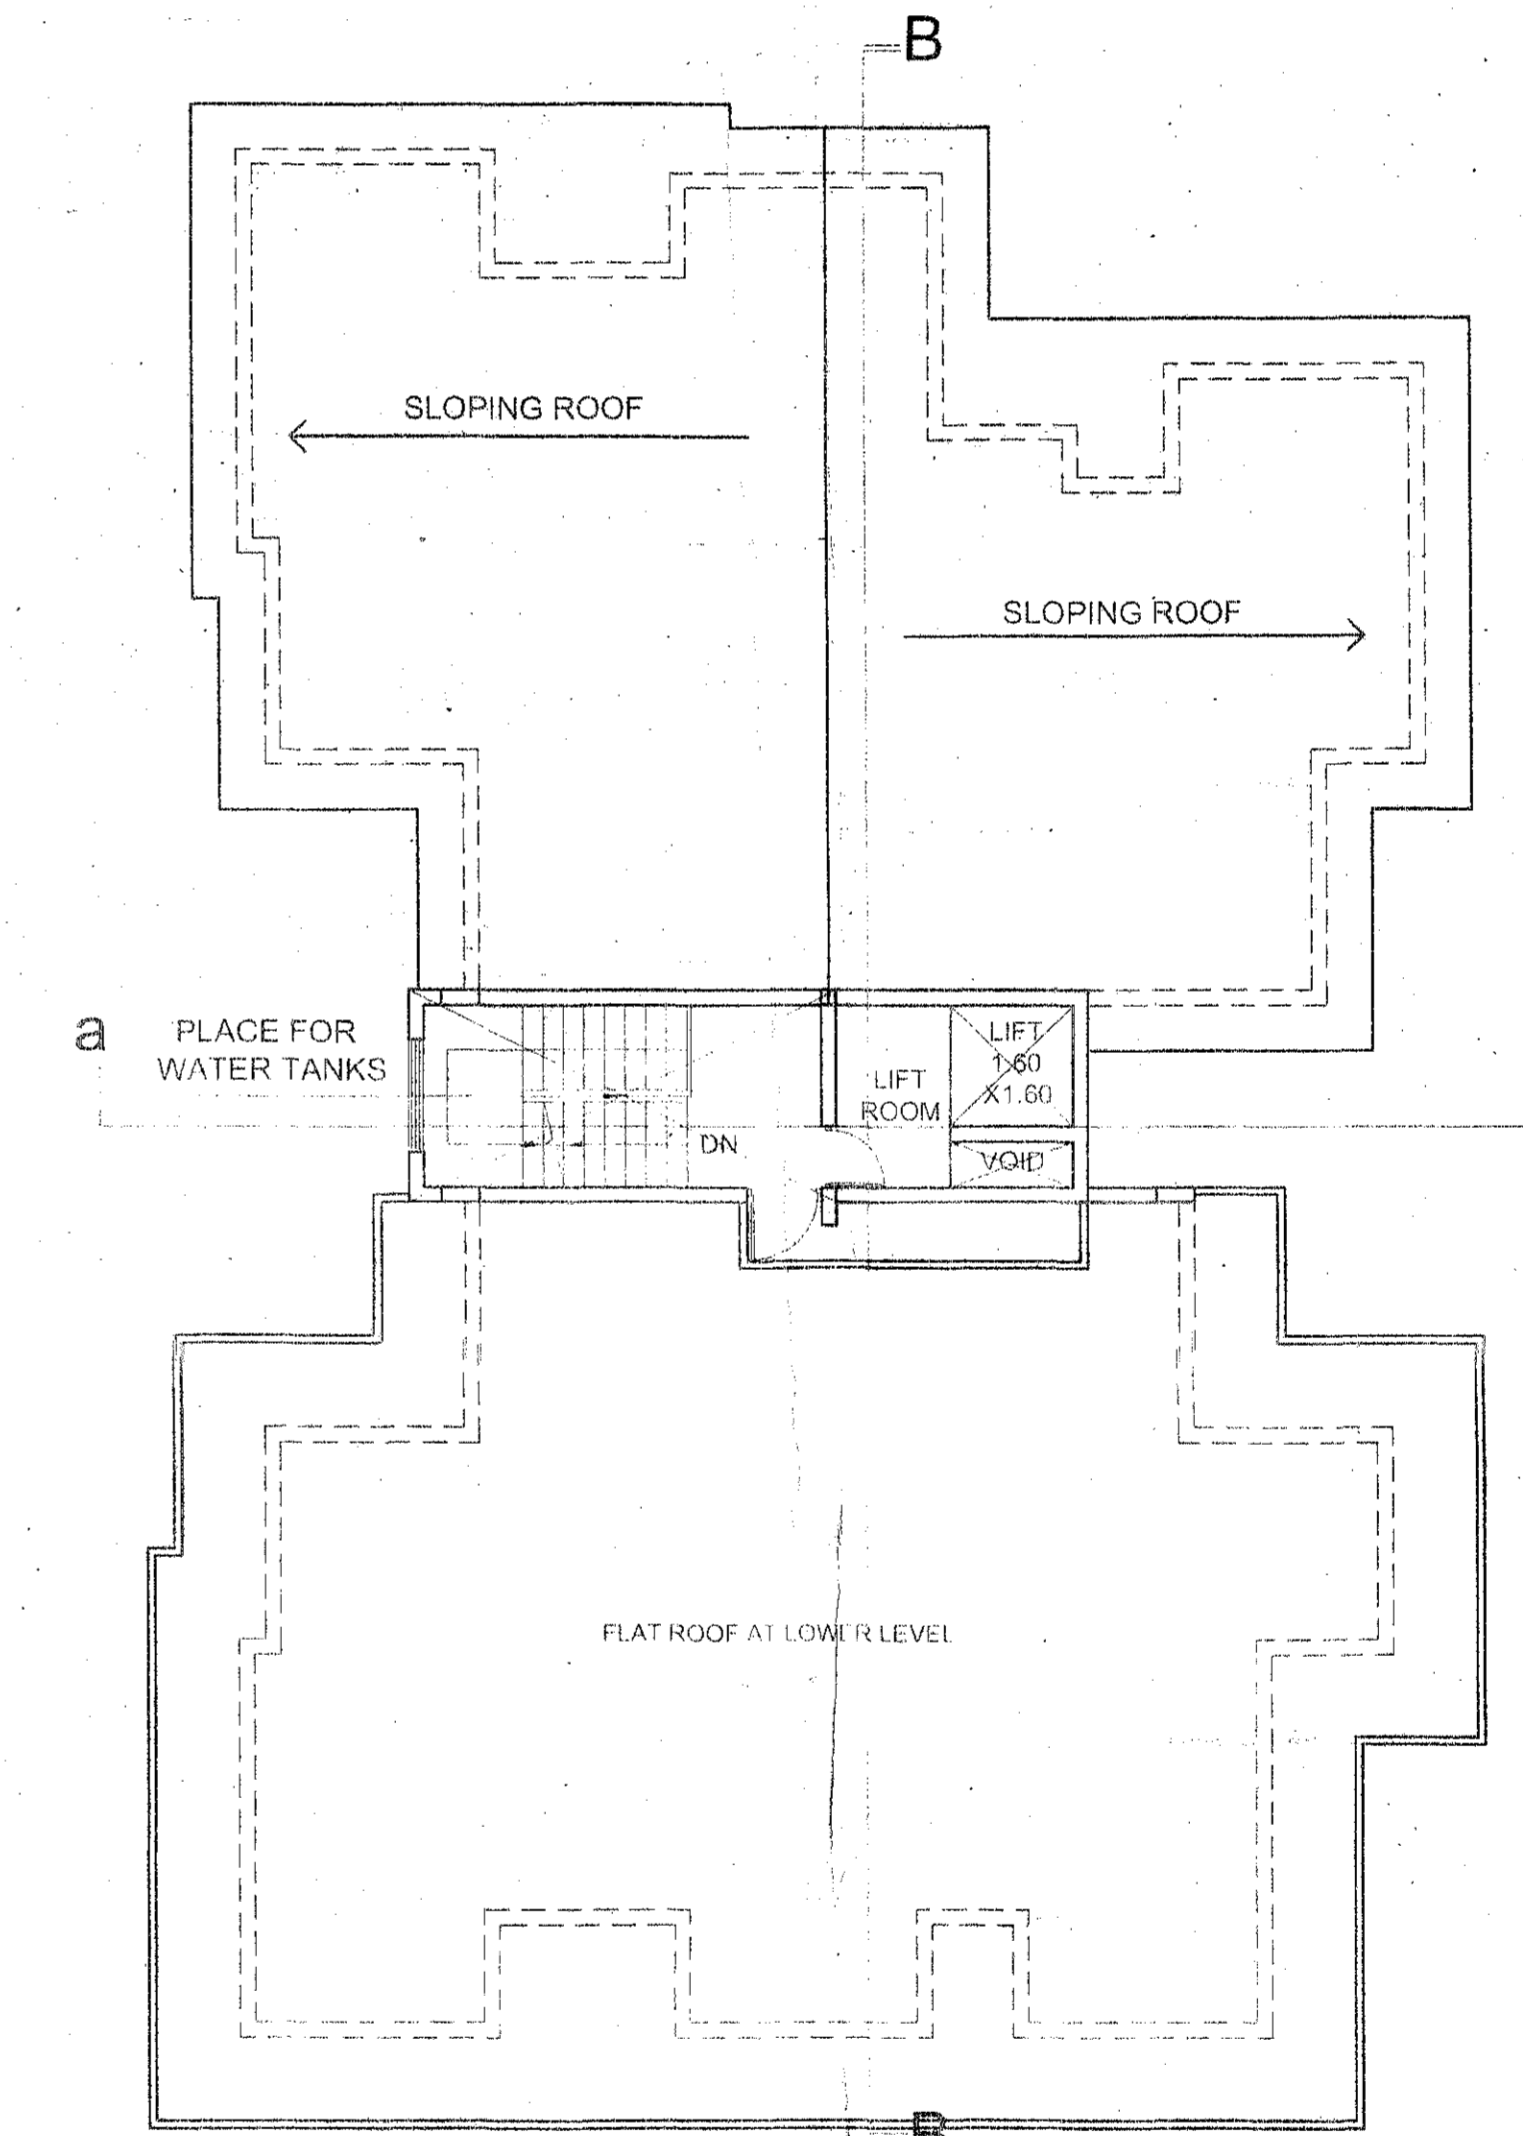 B
SLOPING ROOF
SLOPING ROOF
a
PLACE FOR
WATER TANKS
LIFT
1.60
X1.60
LIFT
ROOM
DN
VOID
FLAT ROOF AT LOWER LEVEL
B